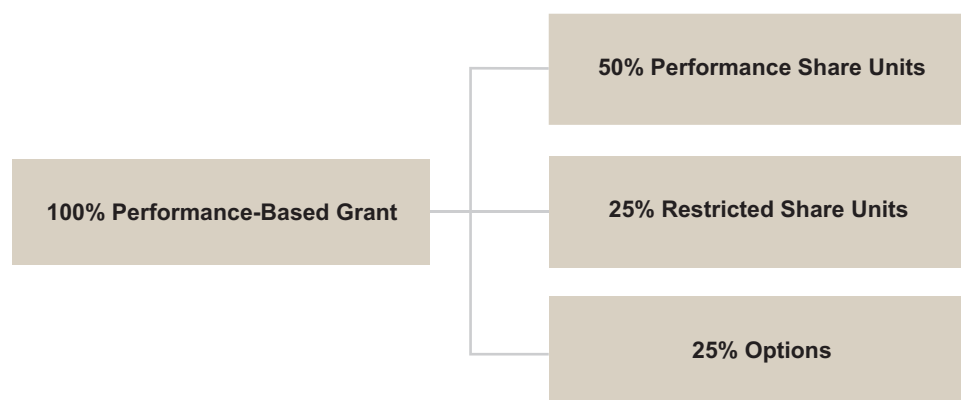 50% Performance Share Units
100% Performance-Based Grant
25% Restricted Share Units
25% Options